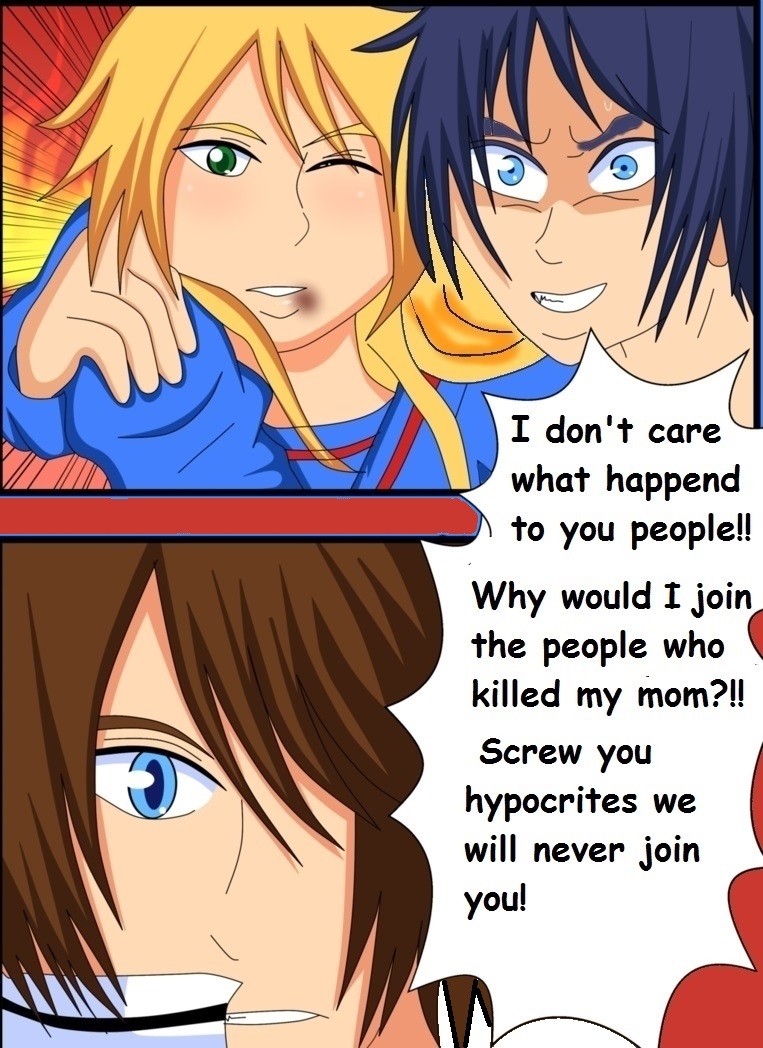 I don't care
what happend
to you people!!
Why would I join
the people who
killed my mom?!!
Screw you
hypocrites we
will never join
you!